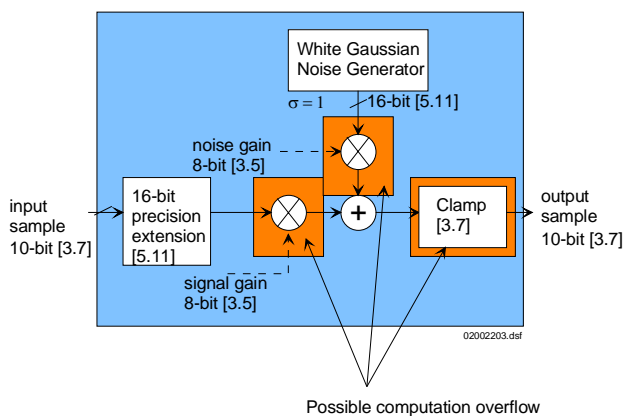 White Gaussian
Noise Generator
σ = 1
16-bit [5.11]
noise gain
8-bit [3.5]
input
sample
10-bit [3.7]
16-bit
precision
extension
[5.11]
+
Clamp
[3.7]
output
sample
10-bit [3.7]
signal gain
8-bit [3.5]
02002203.dsf
Possible computation overflow